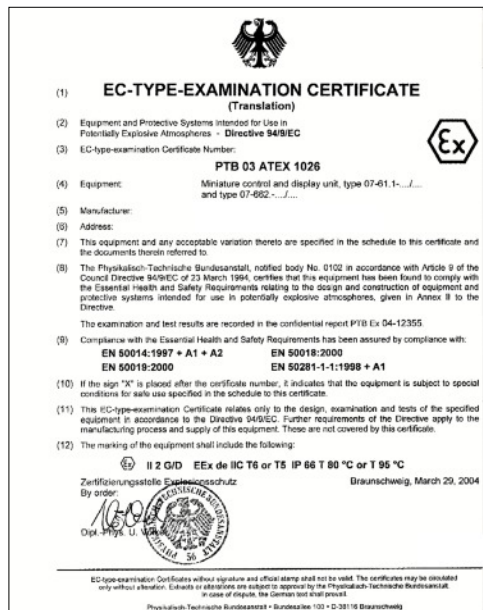 (1) EC-TYPE-EXAMINATION CERTIFICATE
(Translation)
(2) Equipment and Protective Systems Intended for Use in
Potentially Explosive Atmospheres - Directive 94/9/EC
(3) EC-type-examination Certificate Number:
PTB 03 ATEX 1026
(4) Equipment: Miniature control and display unit, type 07-61.1-..../....
and type 07-662.-..../....
(5) Manufacturer:
(6) Address:
(7) This equipment and any acceptable variation thereto are specified in the schedule to this certificate and
the documents therein referred to.
(8) The Physikalisch-Technische Bundesanstalt, notified body No. 0102 in accordance with Article 9 of the
Council Directive 94/9/EC of 23 March 1994, certifies that this equipment has been found to comply with
the Essential Health and Safety Requirements relating to the design and construction of equipment and
protective systems intended for use in potentially explosive atmospheres, given in Annex II to the
Directive.
The examination and test results are recorded in the confidential report PTB Ex 04-12355.
(9) Compliance with the Essential Health and Safety Requirements has been assured by compliance with:
EN 50014:1997 + A1 + A2 EN 50018:2000
EN 50019:2000 EN 50281-1-1:1998 + A1
(10) If the sign "X" is placed after the certificate number, it indicates that the equipment is subject to special
conditions for safe use specified in the schedule to this certificate.
(11) This EC-type-examination Certificate relates only to the design, examination and tests of the specified
equipment in accordance to the Directive 94/9/EC. Further requirements of the Directive apply to the
manufacturing process and supply of this equipment. These are not covered by this certificate.
(12) The marking of the equipment shall include the following:
Ex II 2 G/D EEx de IIC T6 or T5 IP 66 T 80 °C or T 95 °C
Zertifizierungsstelle Explosionsschutz Braunschweig, March 29, 2004
By order:
Dipl.-Phys. U.
EC-type-examination Certificates without signature and official stamp shall not be valid. The certificates may be circulated
only without alteration. Extracts or alterations are subject to approval by the Physikalisch-Technische Bundesanstalt.
In case of dispute, the German text shall prevail.
Physikalisch-Technische Bundesanstalt • Bundesallee 100 • D-38116 Braunschweig